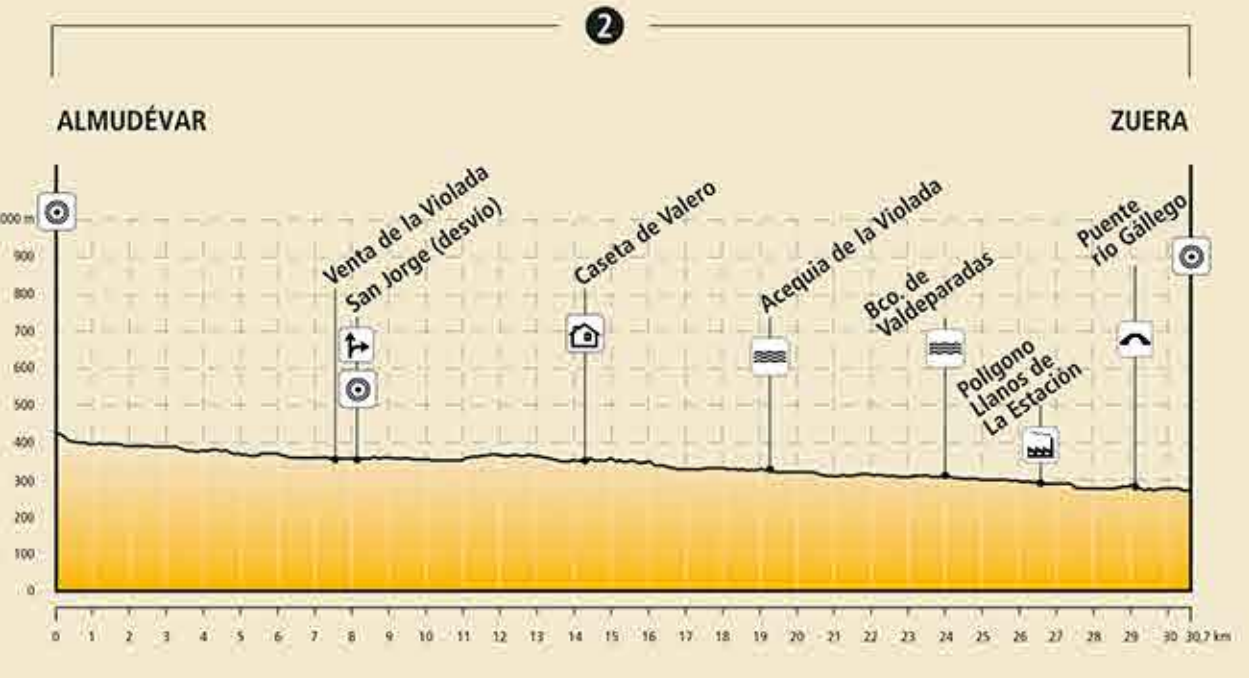 2
ALMUDÉVAR
ZUERA
Venta de la Violada
San Jorge (desvío)
Caseta de Valero
Acequia de la Violada
Bco. de
Valdeparadas
Polígono
Llanos de
La Estación
Puente
río Gállego
000 m
900
800
700
600
500
400
300
200
100
0
0 1 2 3 4 5 6 7 8 9 10 11 12 13 14 15 16 17 18 19 20 21 22 23 24 25 26 27 28 29 30 30,7 km